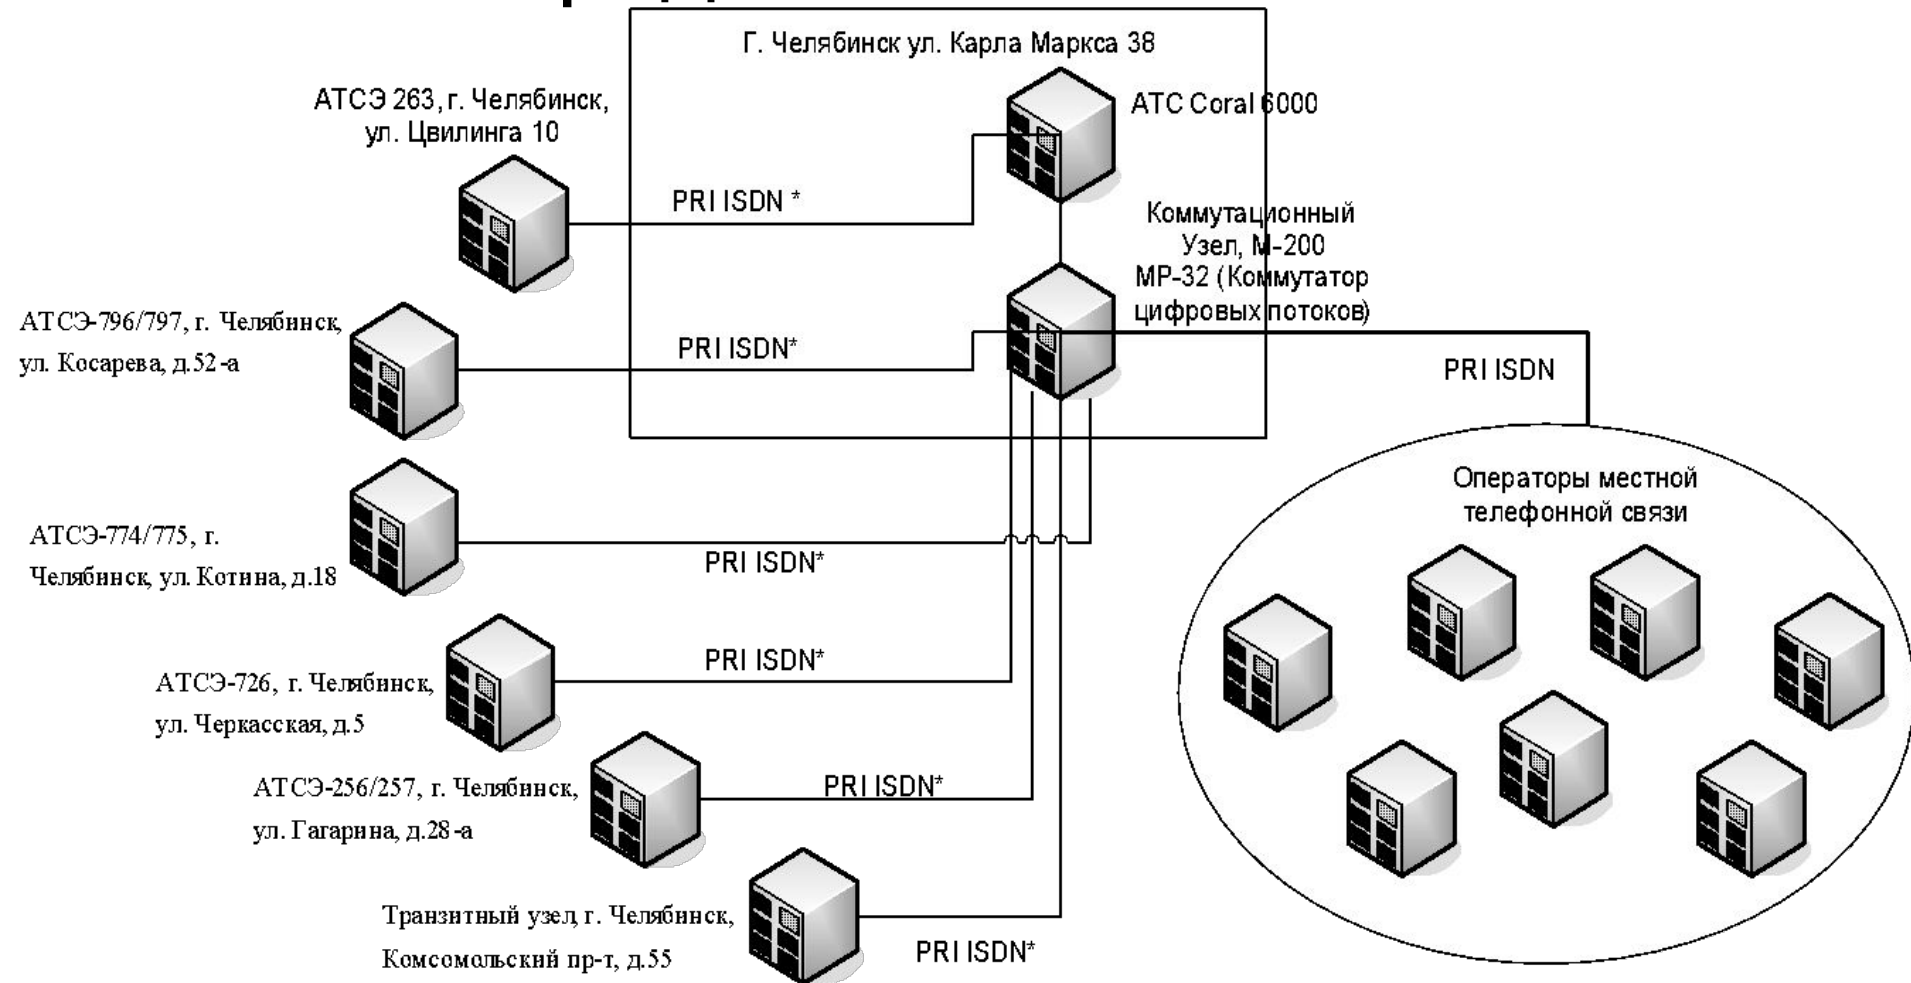 Г. Челябинск ул. Карла Маркса 38
АТСЭ 263, г. Челябинск,
ул. Цвилинга 10
АТС Coral 6000
PRI ISDN *
Коммутационный
Узел, М-200
МР-32 (Коммутатор
цифровых потоков)
АТСЭ-796/797, г. Челябинск,
ул. Косарева, д.52-а
PRI ISDN*
PRI ISDN
Операторы местной
телефонной связи
АТСЭ-774/775, г.
Челябинск, ул. Котина, д.18
PRI ISDN*
АТСЭ-726, г. Челябинск,
ул. Черкасская, д.5
PRI ISDN*
АТСЭ-256/257, г. Челябинск,
ул. Гагарина, д.28-а
PRI ISDN*
Транзитный узел, г. Челябинск,
Комсомольский пр-т, д.55
PRI ISDN*